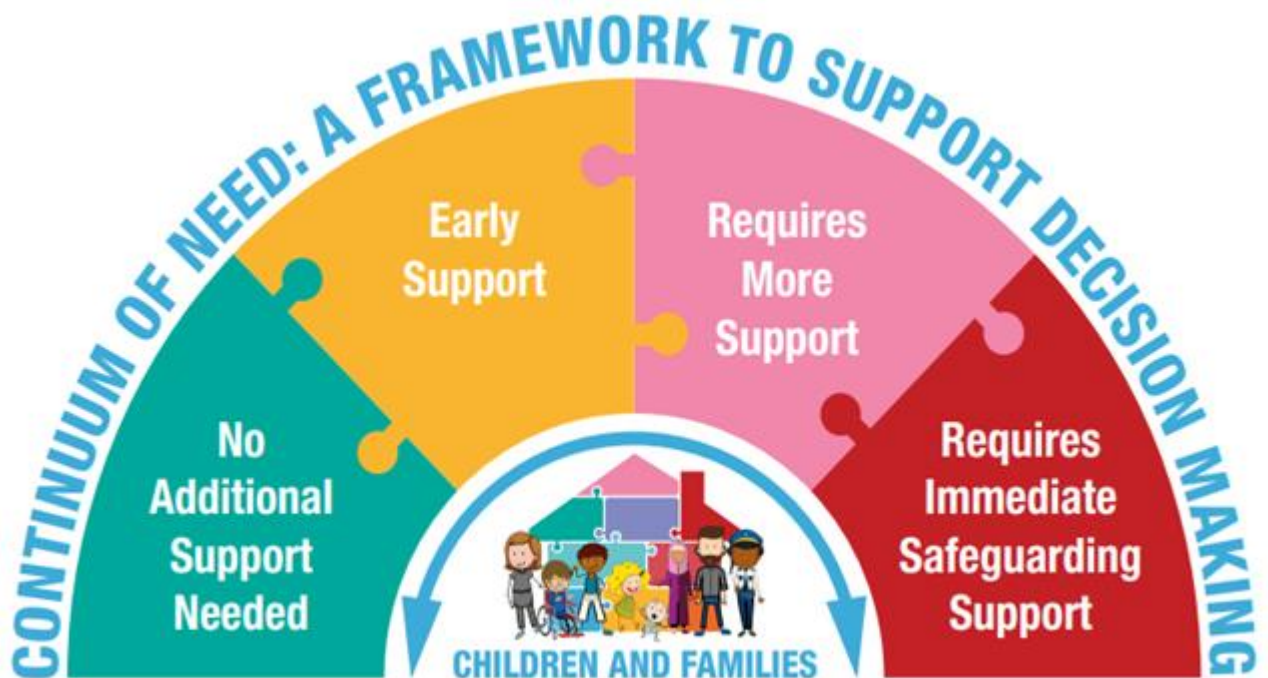 CONTINUUM OF NEED: A FRAMEWORK TO SUPPORT DECISION MAKING
No
Additional
Support
Needed
Early
Support
Requires
More
Support
Requires
Immediate
Safeguarding
Support
CHILDREN AND FAMILIES